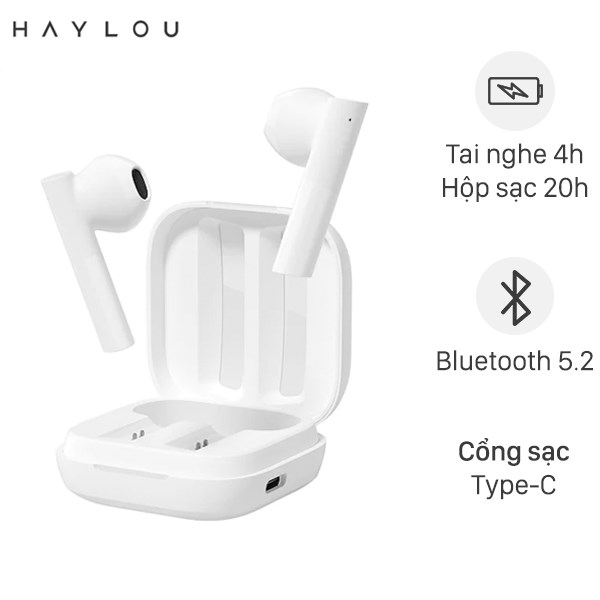 HAYLOU
Tai nghe 4h
Hộp sạc 20h
Bluetooth 5.2
Cổng sạc
Type-C